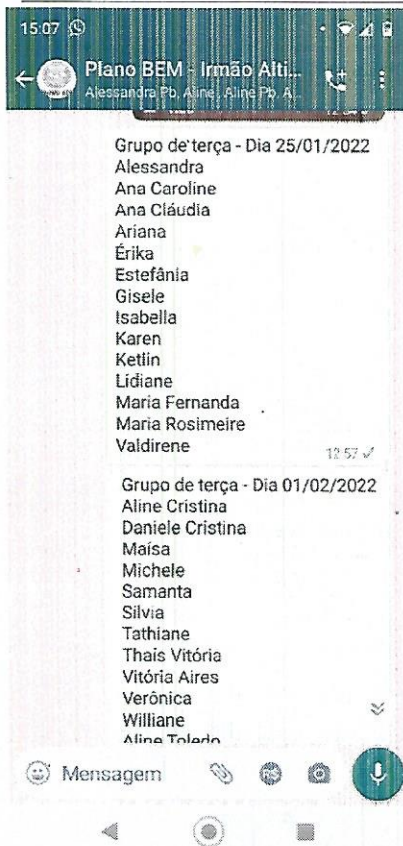 15:07
Plano BEM - Irmão Alti...
Alessandra Pb, Aline, Aline Pb, A...
Grupo de terça - Dia 25/01/2022
Alessandra
Ana Caroline
Ana Cláudia
Ariana
Érika
Estefânia
Gisele
Isabella
Karen
Ketlin
Lidiane
Maria Fernanda
Maria Rosimeire
Valdirene
12:57
Grupo de terça - Dia 01/02/2022
Aline Cristina
Daniele Cristina
Maísa
Michele
Samanta
Silvia
Tathiane
Thais Vitória
Vitória Aires
Verônica
Williane
Aline Toledo
Mensagem